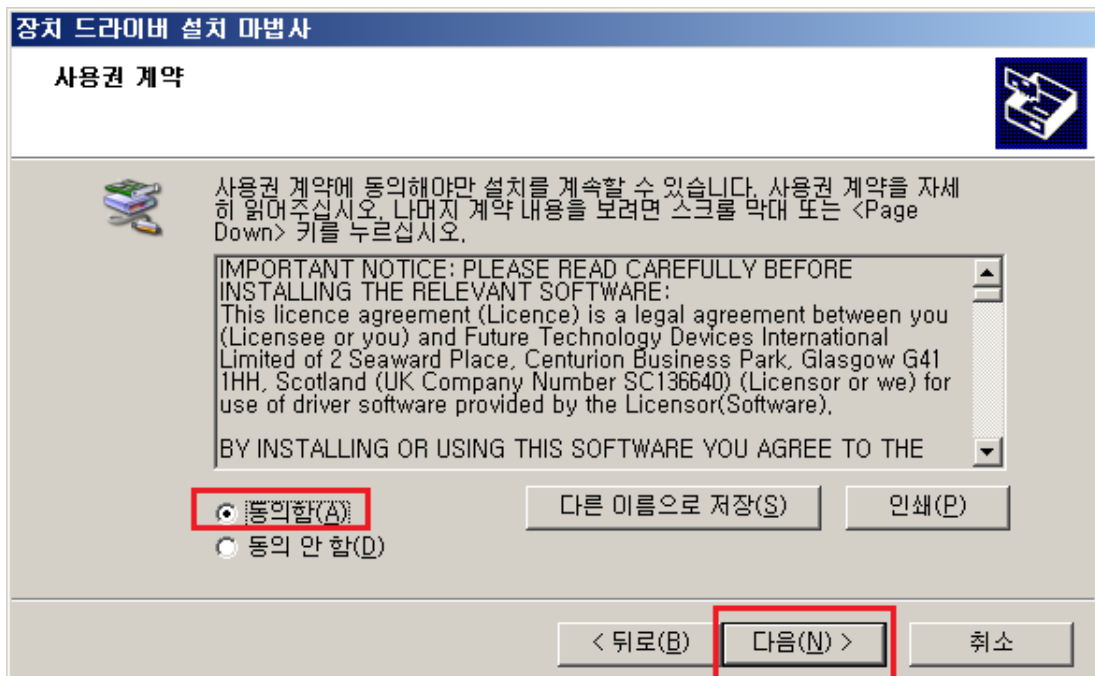 장치 드라이버 설치 마법사
사용권 계약
사용권 계약에 동의해야만 설치를 계속할 수 있습니다. 사용권 계약을 자세
히 읽어주십시오. 나머지 계약 내용을 보려면 스크롤 막대 또는 <Page
Down> 키를 누르십시오.
IMPORTANT NOTICE: PLEASE READ CAREFULLY BEFORE
INSTALLING THE RELEVANT SOFTWARE:
This licence agreement (Licence) is a legal agreement between you
(Licensee or you) and Future Technology Devices International
Limited of 2 Seaward Place, Centurion Business Park, Glasgow G41
1HH, Scotland (UK Company Number SC136640) (Licensor or we) for
use of driver software provided by the Licensor(Software).
BY INSTALLING OR USING THIS SOFTWARE YOU AGREE TO THE
동의함(A)
다른 이름으로 저장(S)
인쇄(P)
동의 안 함(D)
< 뒤로(B)
다음(N) >
취소